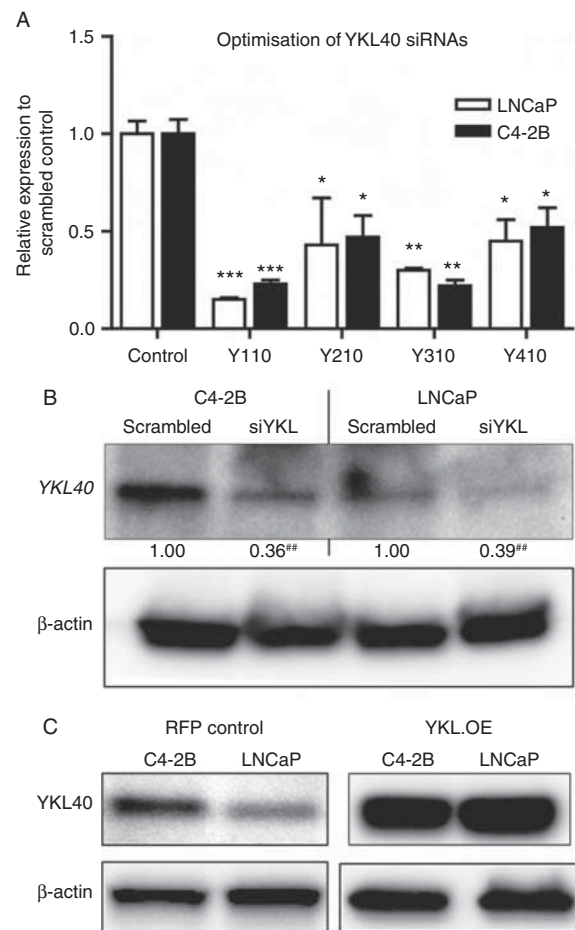 A
Optimisation of YKL40 siRNAs
Relative expression to
scrambled control
1.5
1.0
0.5
0.0
LNCaP
C4-2B
*** *** * * ** ** * *
Control Y110 Y210 Y310 Y410
B
C4-2B LNCaP
Scrambled siYKL Scrambled siYKL
YKL40
1.00 0.36## 1.00 0.39##
β-actin
C
RFP control YKL.OE
C4-2B LNCaP C4-2B LNCaP
YKL40
β-actin